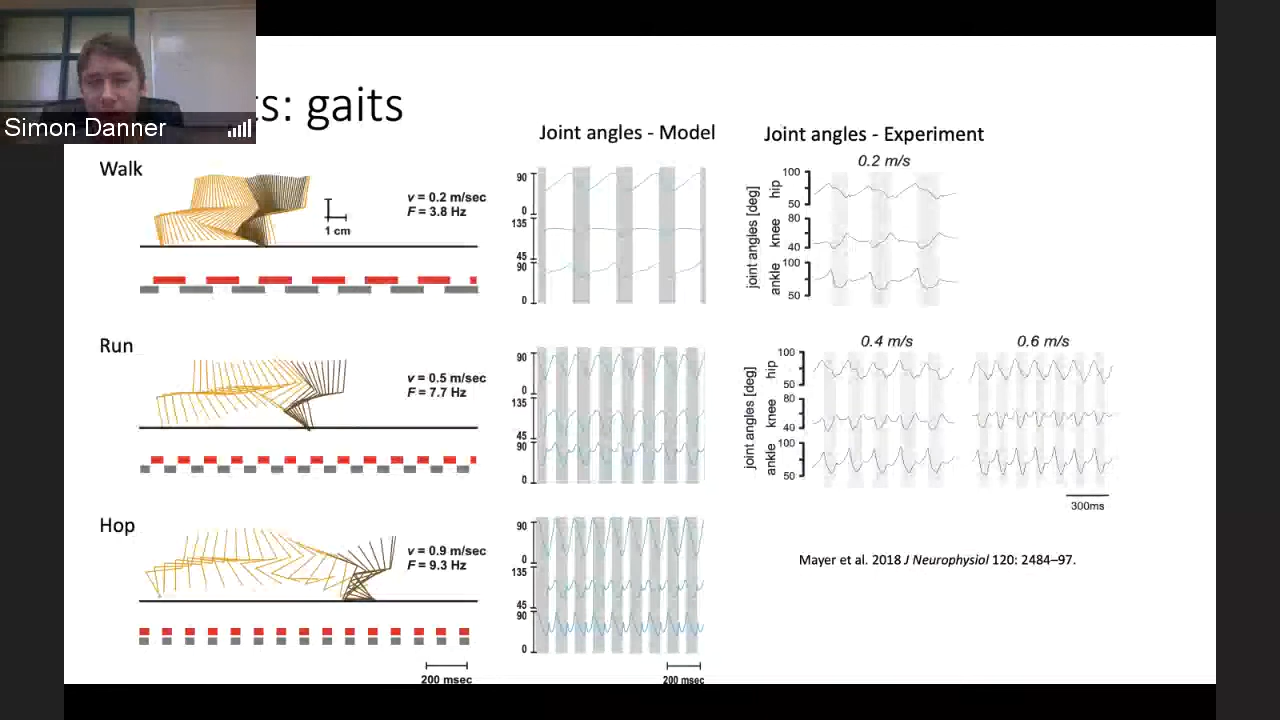 Simon Danner
ts: gaits
Joint angles - Model
Joint angles - Experiment
Walk
v = 0.2 m/sec
F = 3.8 Hz
1 cm
90
0
135
45
90
0
0.2 m/s
joint angles [deg]
hip
knee
ankle
100
50
80
40
100
50
Run
v = 0.5 m/sec
F = 7.7 Hz
90
0
135
45
90
0
0.4 m/s
0.6 m/s
joint angles [deg]
hip
knee
ankle
100
50
80
40
100
50
300ms
Hop
v = 0.9 m/sec
F = 9.3 Hz
90
0
135
45
90
0
200 msec
200 msec
Mayer et al. 2018 J Neurophysiol 120: 2484–97.